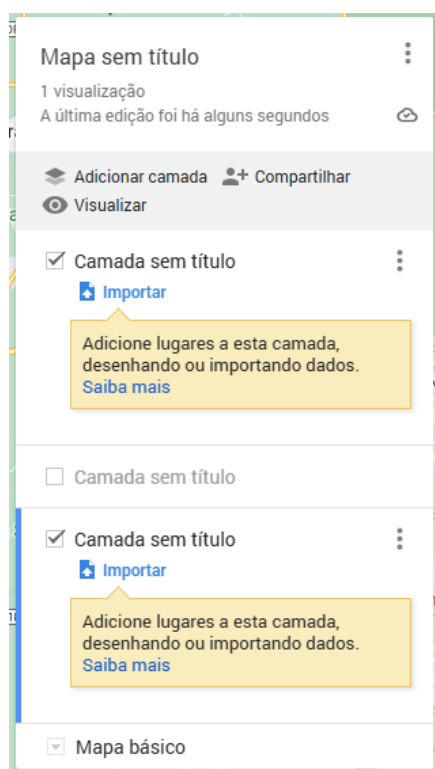 Mapa sem título
1 visualização
A última edição foi há alguns segundos
Adicionar camada Compartilhar
Visualizar
Camada sem título
Importar
Adicione lugares a esta camada,
desenhando ou importando dados.
Saiba mais
Camada sem título
Camada sem título
Importar
Adicione lugares a esta camada,
desenhando ou importando dados.
Saiba mais
Mapa básico